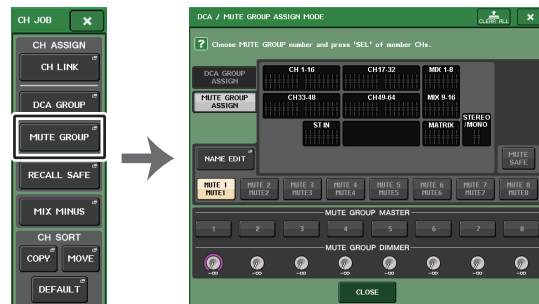 CH JOB
×
CH ASSIGN
CH LINK
DCA GROUP
MUTE GROUP
RECALL SAFE
MIX MINUS
CH SORT
COPY
MOVE
DEFAULT
DCA / MUTE GROUP ASSIGN MODE
CLEAR ALL
×
? Choose MUTE GROUP number and press 'SEL' of member CHs.
DCA GROUP
ASSIGN
MUTE GROUP
ASSIGN
CH 1-16
CH17-32
MIX 1-8
CH33-48
CH49-64
MIX 9-16
STEREO
/MONO
ST IN
MATRIX
NAME EDIT
MUTE
SAFE
MUTE 1
MUTE1
MUTE 2
MUTE2
MUTE 3
MUTE3
MUTE 4
MUTE4
MUTE 5
MUTE5
MUTE 6
MUTE6
MUTE 7
MUTE7
MUTE 8
MUTE8
MUTE GROUP MASTER
1 2 3 4 5 6 7 8
MUTE GROUP DIMMER
-∞ -∞ -∞ -∞ -∞ -∞ -∞ -∞
CLOSE